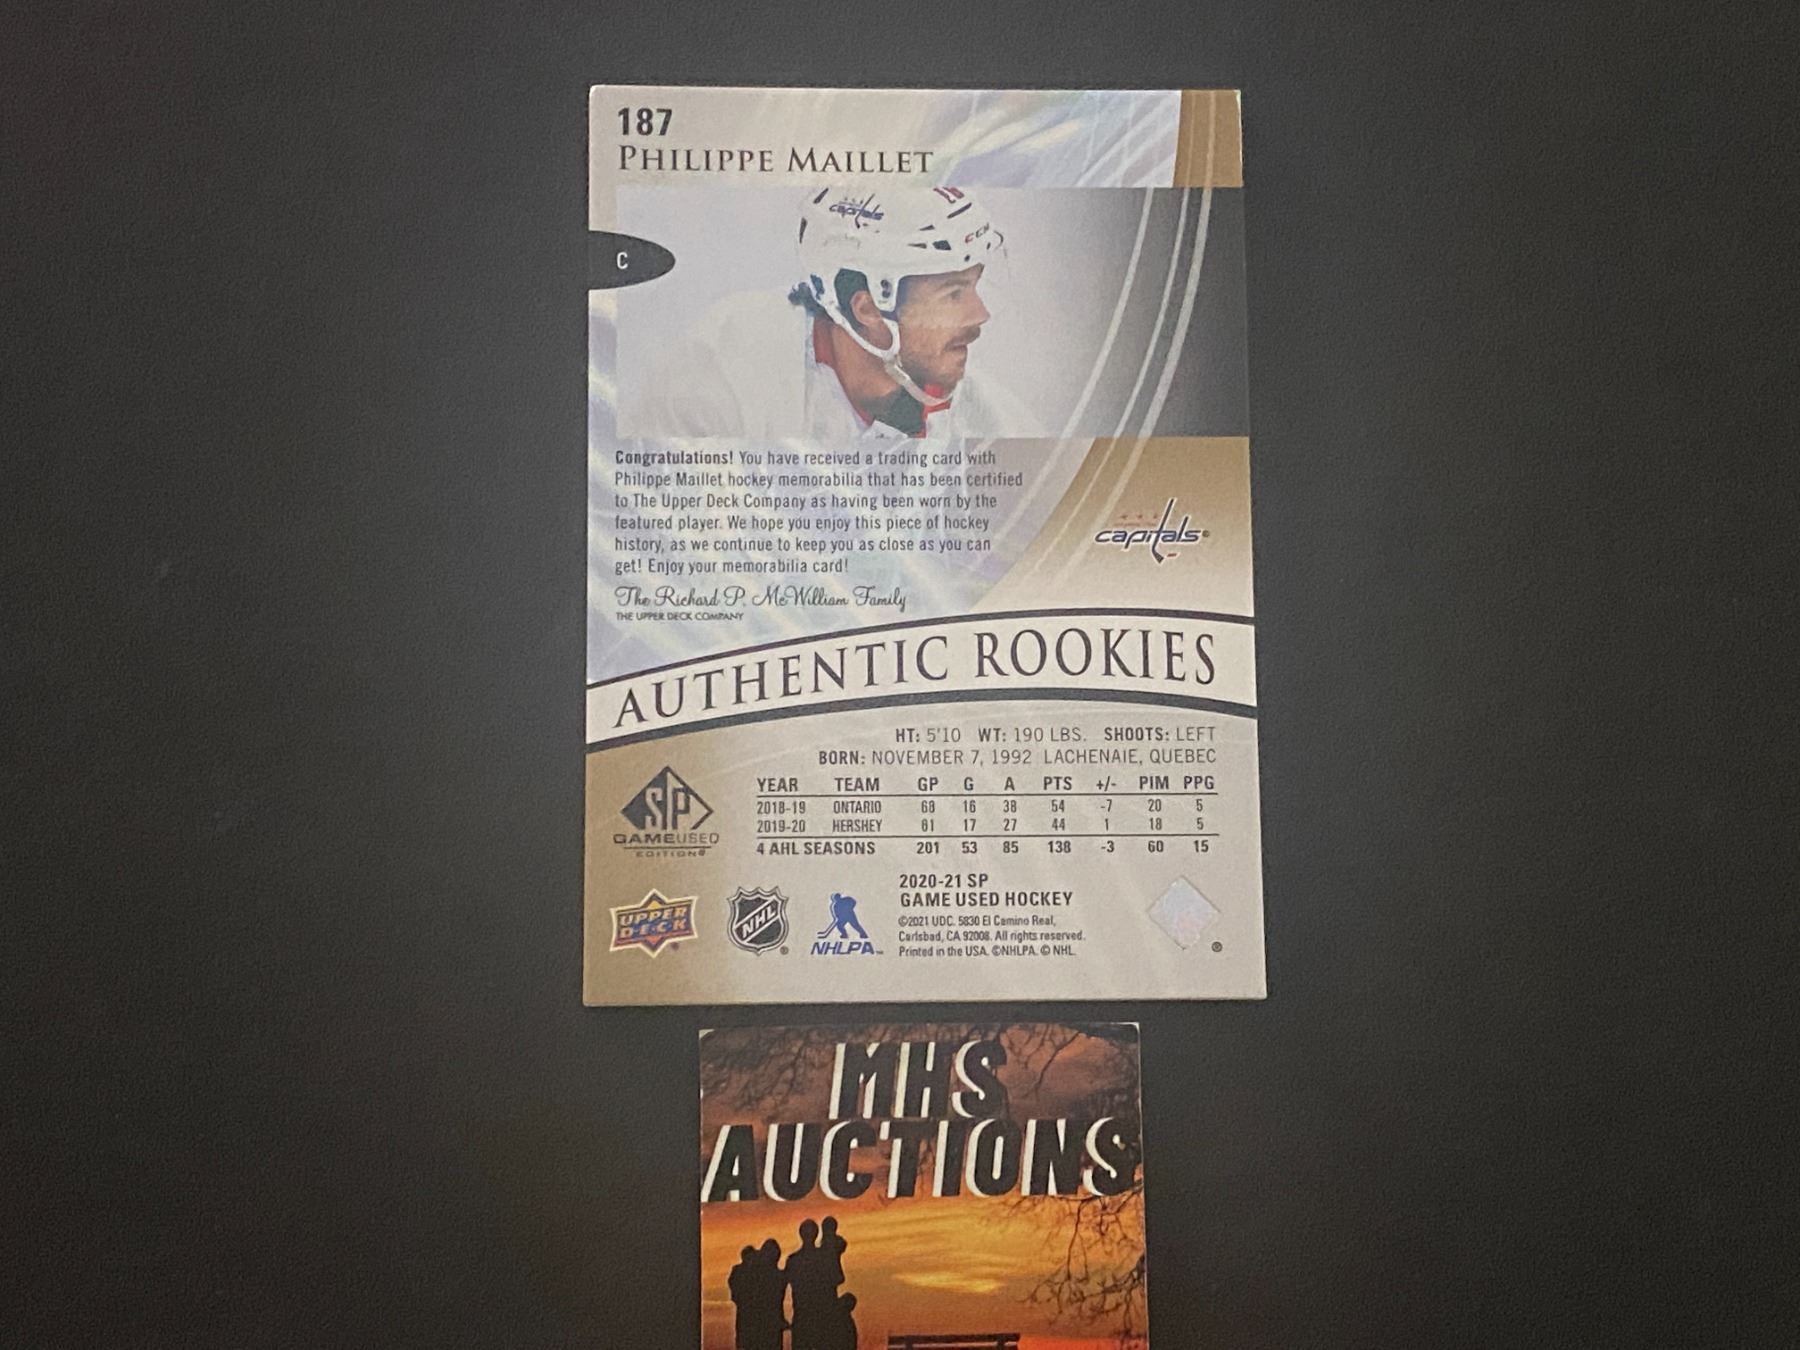 187
PHILIPPE MAILLET
capitals
CCM
C
Congratulations! You have received a trading card with
Philippe Maillet hockey memorabilia that has been certified
to The Upper Deck Company as having been worn by the
featured player. We hope you enjoy this piece of hockey
history, as we continue to keep you as close as you can
get! Enjoy your memorabilia card!
capitals®
The Richard P. McWilliam Family
THE UPPER DECK COMPANY
AUTHENTIC ROOKIES
HT: 5'10 WT: 190 LBS. SHOOTS: LEFT
BORN: NOVEMBER 7, 1992 LACHENAIE, QUEBEC
YEAR TEAM GP G A PTS +/- PIM PPG
2018-19 ONTARIO 68 16 38 54 -7 20 5
2019-20 HERSHEY 61 17 27 44 1 18 5
4 AHL SEASONS 201 53 85 138 -3 60 15
SP
GAMEUSED
EDITION®
UPPER
DECK®
NHL®
NHLPA™
2020-21 SP
GAME USED HOCKEY
©2021 UDC. 5830 El Camino Real,
Carlsbad, CA 92008. All rights reserved.
Printed in the USA. ©NHLPA. © NHL.
®
MHS
AUCTIONS